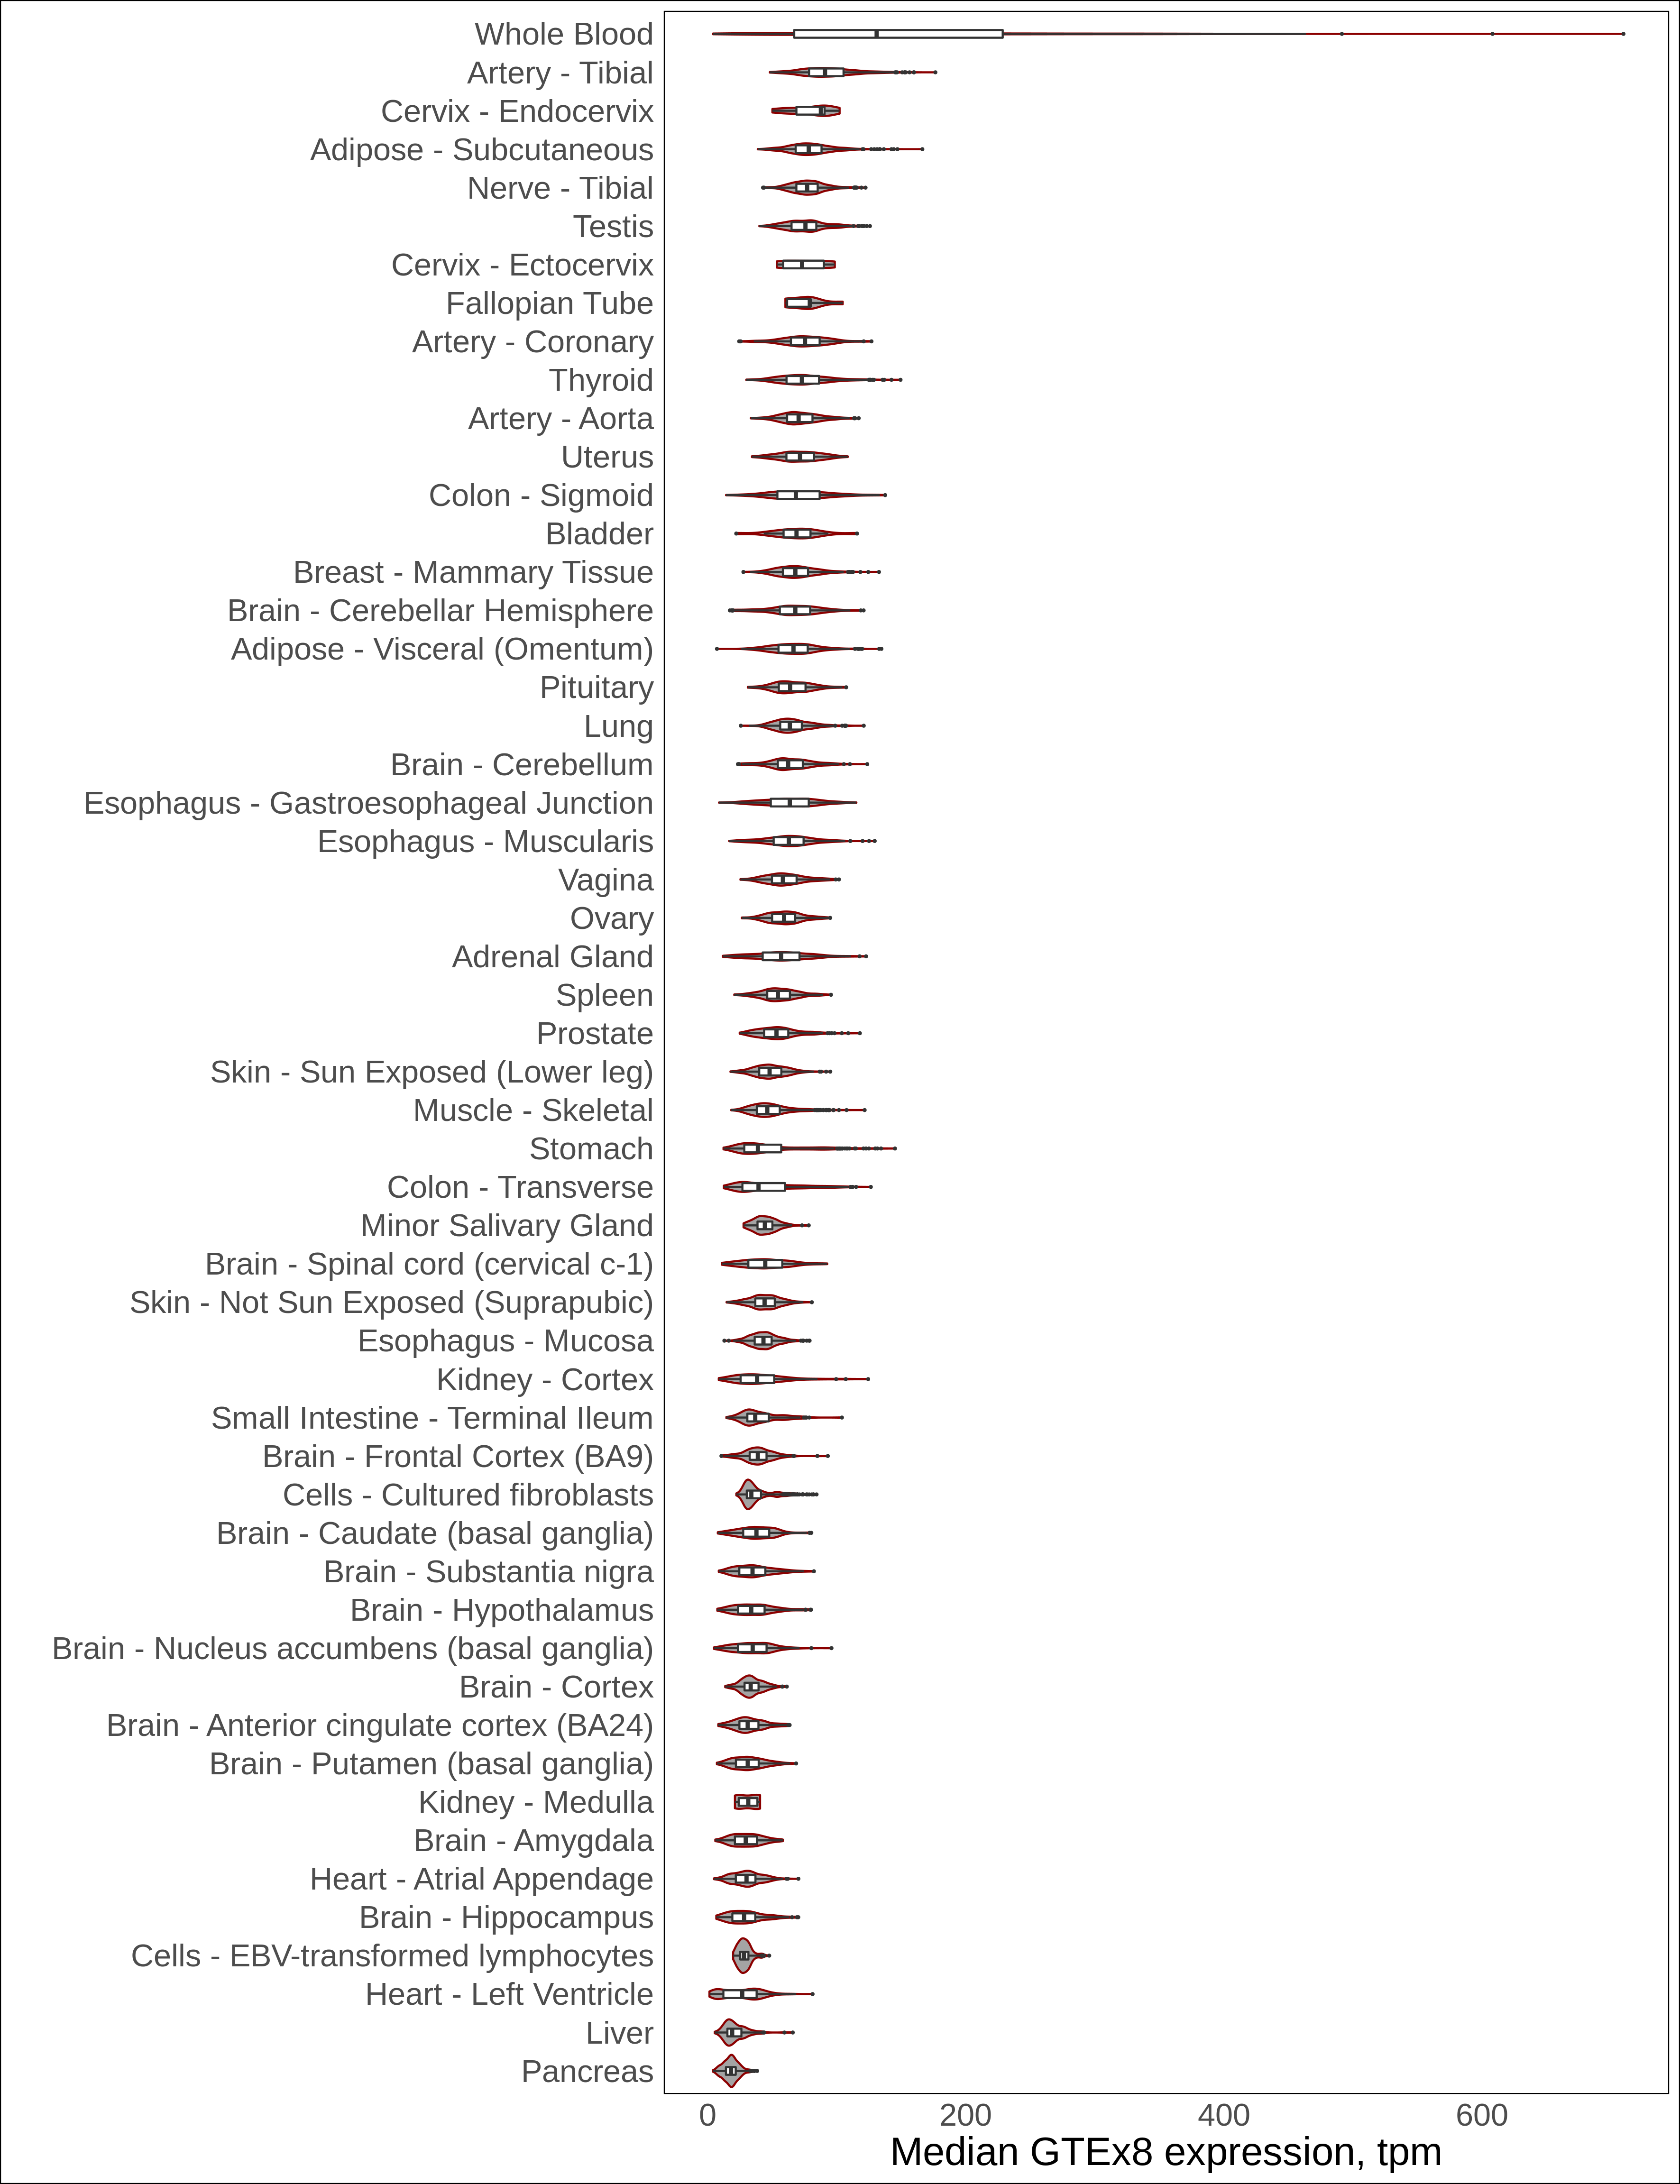 Whole Blood
Artery - Tibial
Cervix - Endocervix
Adipose - Subcutaneous
Nerve - Tibial
Testis
Cervix - Ectocervix
Fallopian Tube
Artery - Coronary
Thyroid
Artery - Aorta
Uterus
Colon - Sigmoid
Bladder
Breast - Mammary Tissue
Brain - Cerebellar Hemisphere
Adipose - Visceral (Omentum)
Pituitary
Lung
Brain - Cerebellum
Esophagus - Gastroesophageal Junction
Esophagus - Muscularis
Vagina
Ovary
Adrenal Gland
Spleen
Prostate
Skin - Sun Exposed (Lower leg)
Muscle - Skeletal
Stomach
Colon - Transverse
Minor Salivary Gland
Brain - Spinal cord (cervical c-1)
Skin - Not Sun Exposed (Suprapubic)
Esophagus - Mucosa
Kidney - Cortex
Small Intestine - Terminal Ileum
Brain - Frontal Cortex (BA9)
Cells - Cultured fibroblasts
Brain - Caudate (basal ganglia)
Brain - Substantia nigra
Brain - Hypothalamus
Brain - Nucleus accumbens (basal ganglia)
Brain - Cortex
Brain - Anterior cingulate cortex (BA24)
Brain - Putamen (basal ganglia)
Kidney - Medulla
Brain - Amygdala
Heart - Atrial Appendage
Brain - Hippocampus
Cells - EBV-transformed lymphocytes
Heart - Left Ventricle
Liver
Pancreas
0 200 400 600
Median GTEx8 expression, tpm